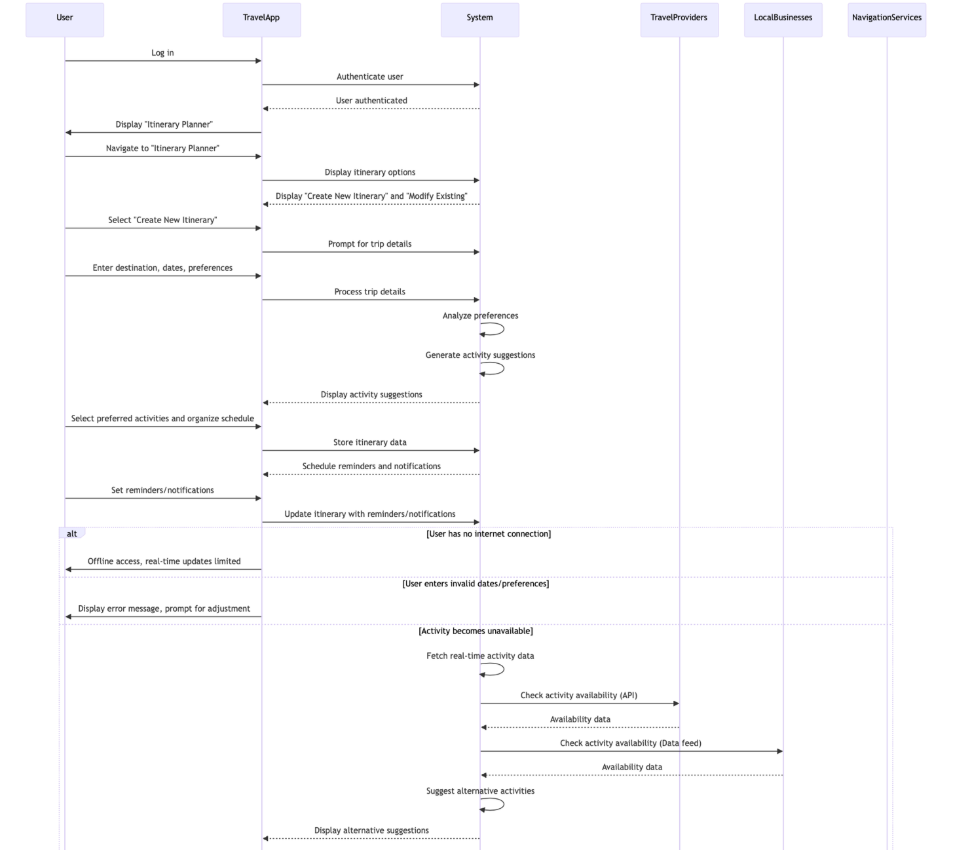 User
TravelApp
System
TravelProviders
LocalBusinesses
NavigationServices
Log in
Authenticate user
User authenticated
Display "Itinerary Planner"
Navigate to "Itinerary Planner"
Display itinerary options
Display "Create New Itinerary" and "Modify Existing"
Select "Create New Itinerary"
Prompt for trip details
Enter destination, dates, preferences
Process trip details
Analyze preferences
Generate activity suggestions
Display activity suggestions
Select preferred activities and organize schedule
Store itinerary data
Schedule reminders and notifications
Set reminders/notifications
Update itinerary with reminders/notifications
alt
[User has no internet connection]
Offline access, real-time updates limited
[User enters invalid dates/preferences]
Display error message, prompt for adjustment
[Activity becomes unavailable]
Fetch real-time activity data
Check activity availability (API)
Availability data
Check activity availability (Data feed)
Availability data
Suggest alternative activities
Display alternative suggestions